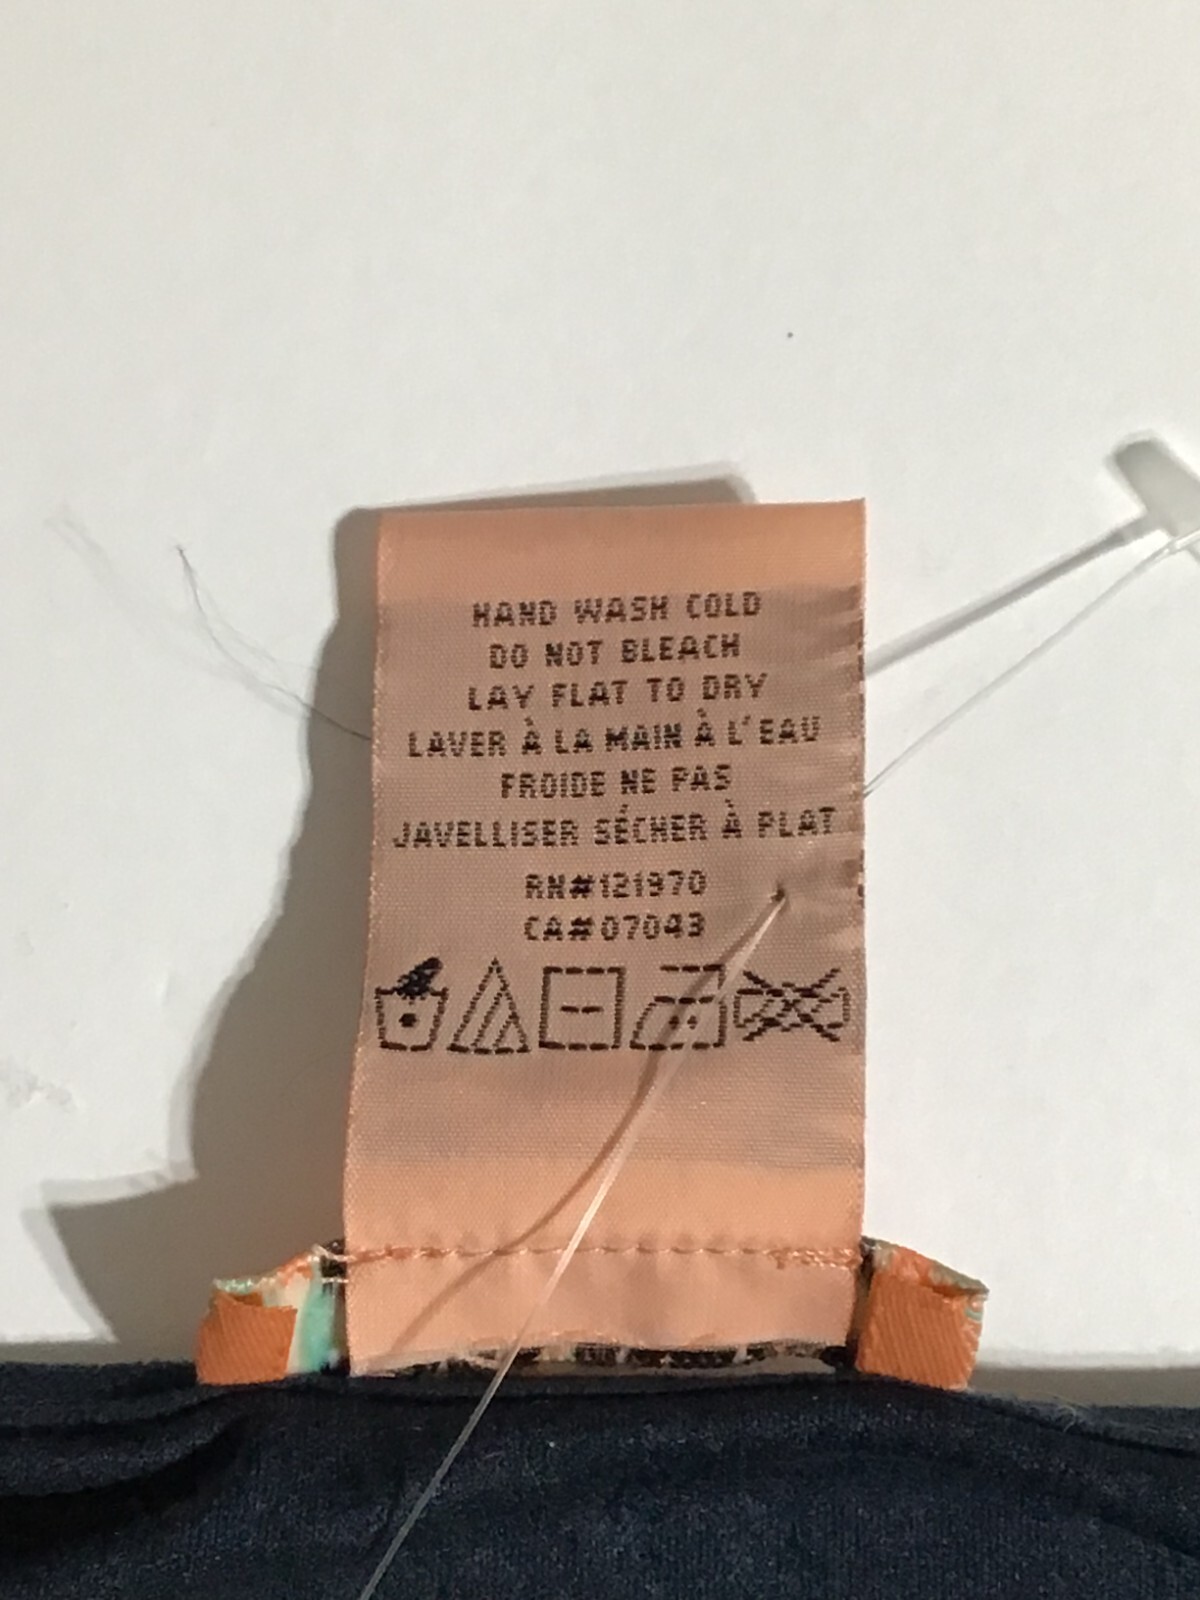 HAND WASH COLD
DO NOT BLEACH
LAY FLAT TO DRY
LAVER À LA MAIN À L'EAU
FROIDE NE PAS
JAVELLISER SÉCHER À PLAT
RN#121970
CA#07043